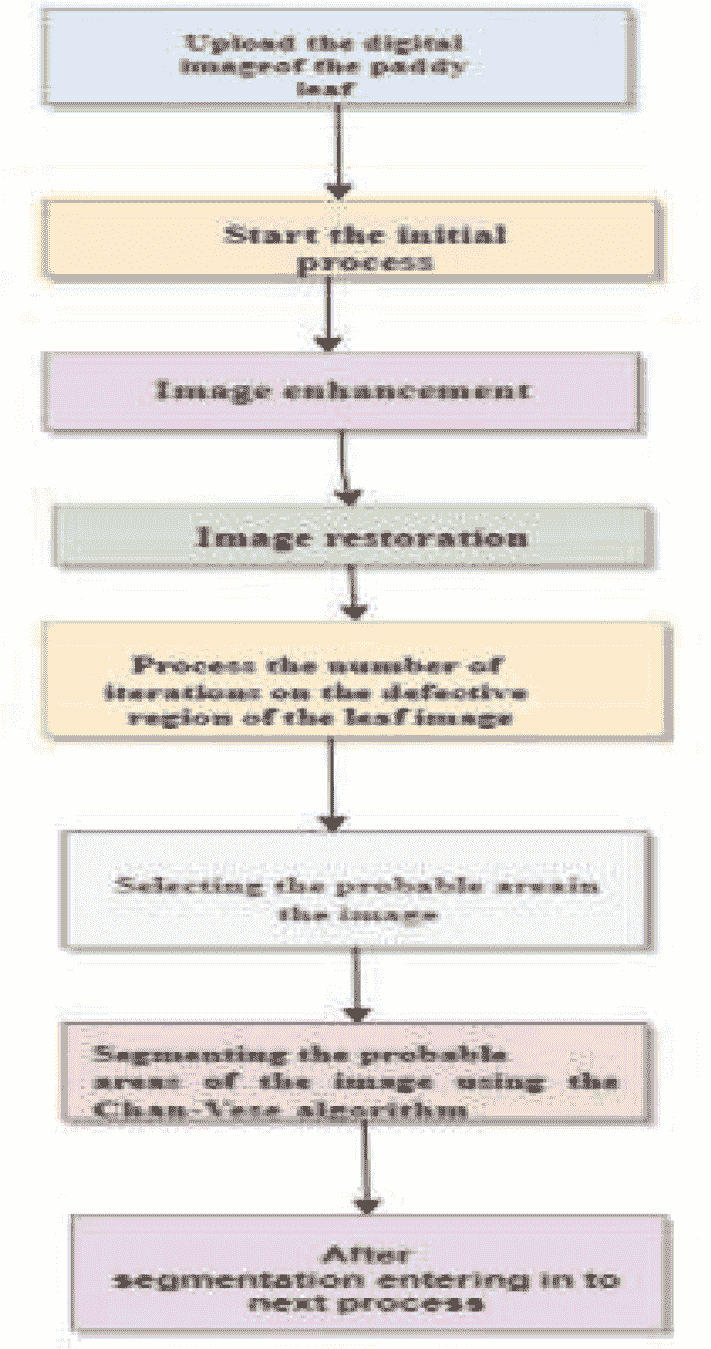 Upload the digital
imageof the paddy
leaf
Start the initial
process
Image enhancement
Image restoration
Process the number of
iterations on the defective
region of the leaf image
Selecting the probable areain
the image
Segmenting the probable
areas of the image using the
Chan-Vese algorithm
After
segmentation entering in to
next process